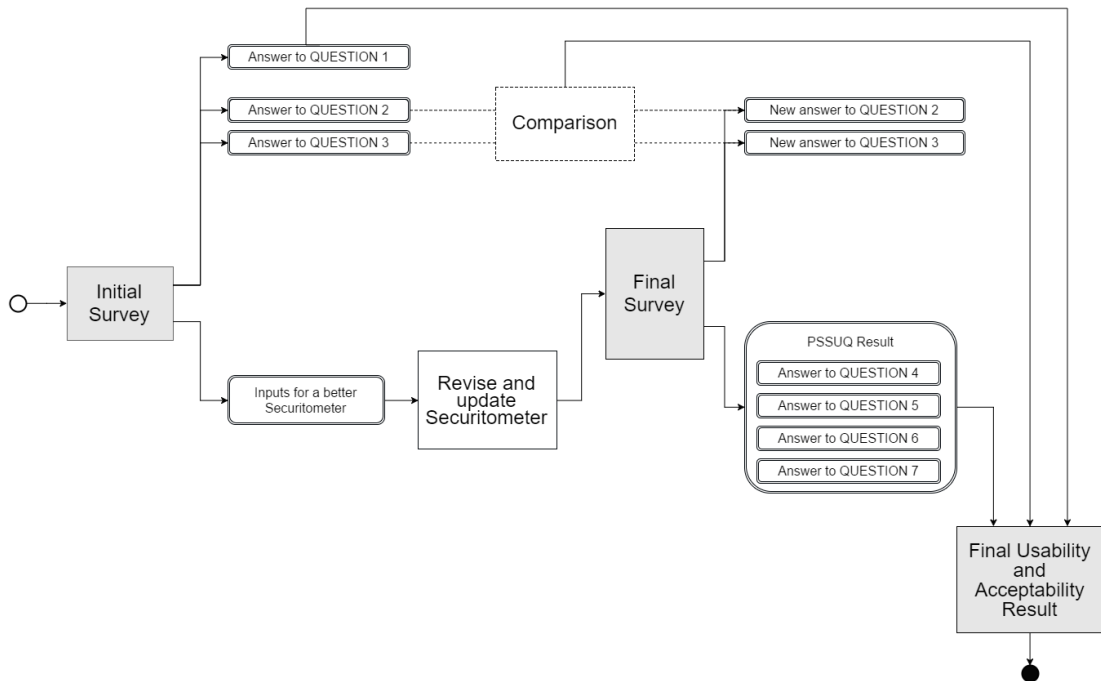 Answer to QUESTION 1
Answer to QUESTION 2
Answer to QUESTION 3
Comparison
New answer to QUESTION 2
New answer to QUESTION 3
Initial
Survey
Final
Survey
Inputs for a better
Securitometer
Revise and
update
Securitometer
PSSUQ Result
Answer to QUESTION 4
Answer to QUESTION 5
Answer to QUESTION 6
Answer to QUESTION 7
Final Usability
and
Acceptability
Result